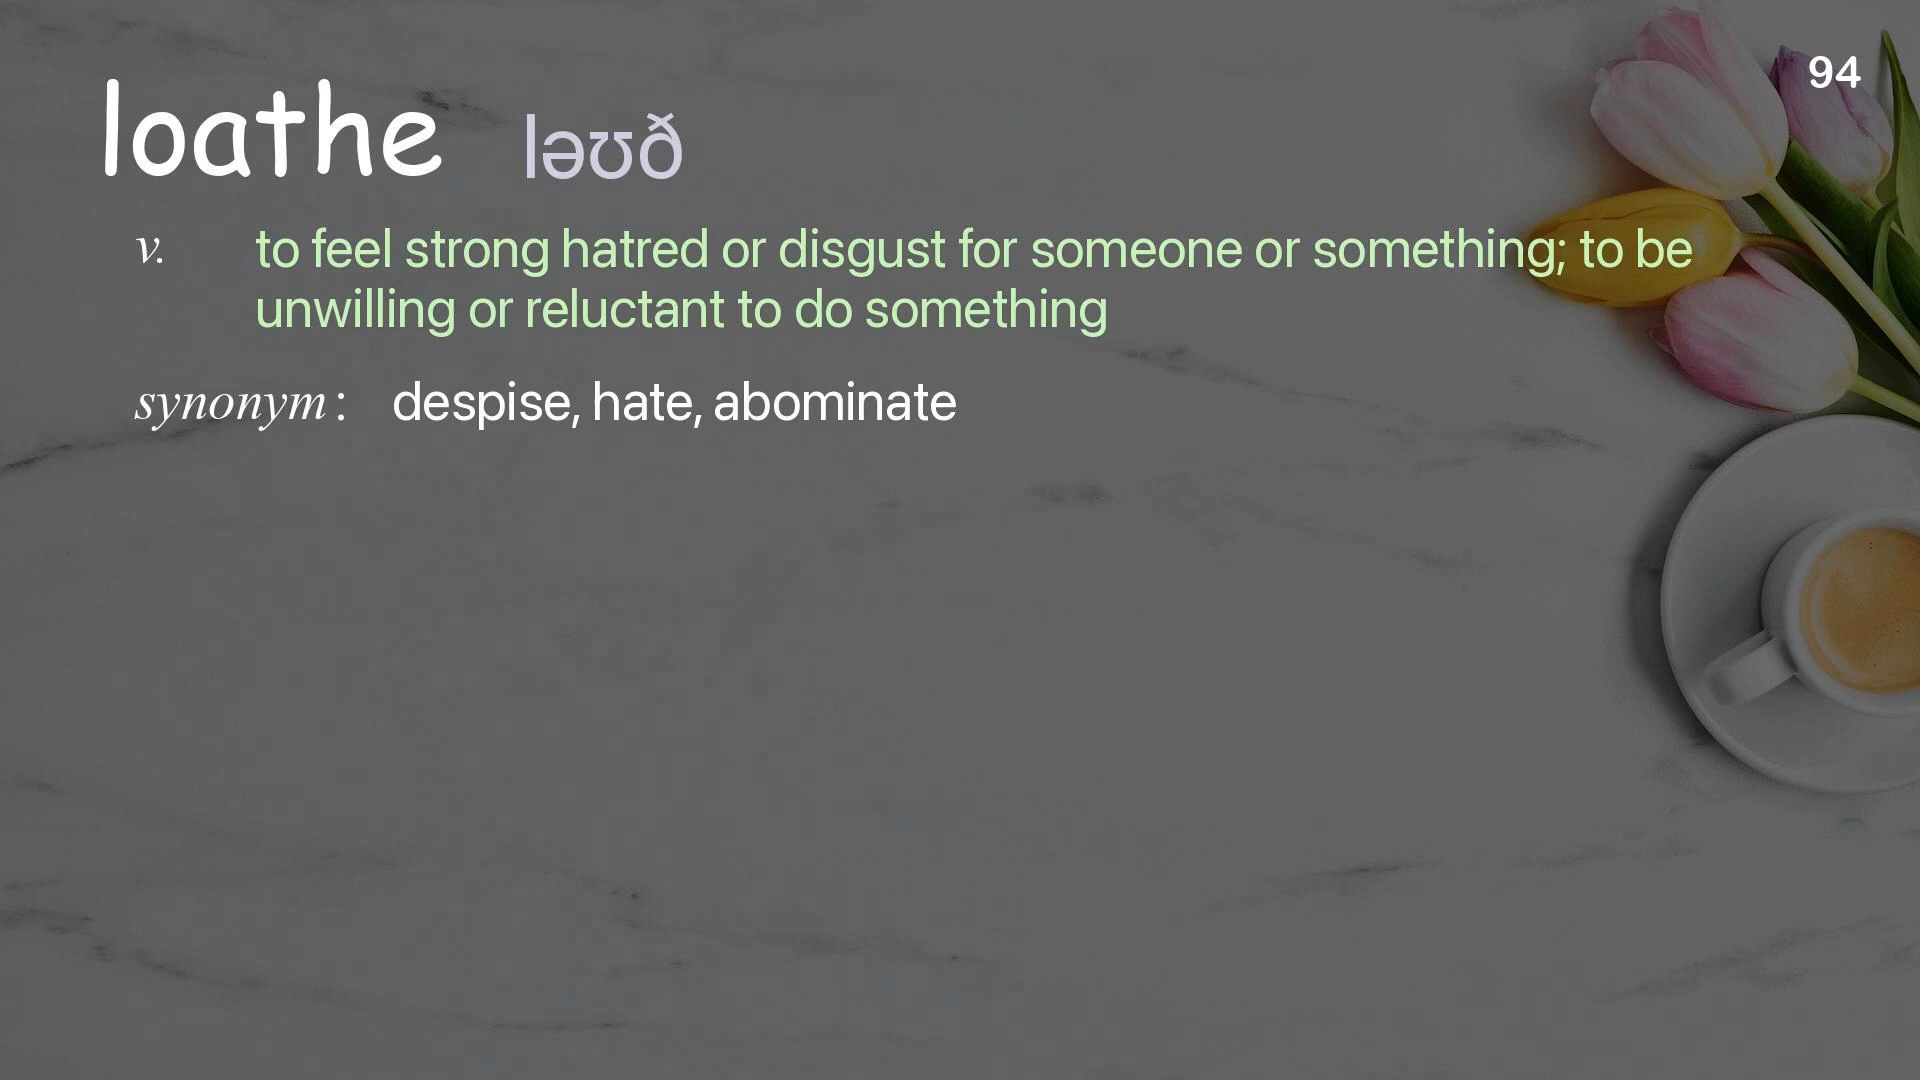 94
loathe ləʊð
v. to feel strong hatred or disgust for someone or something; to be
unwilling or reluctant to do something
synonym : despise, hate, abominate